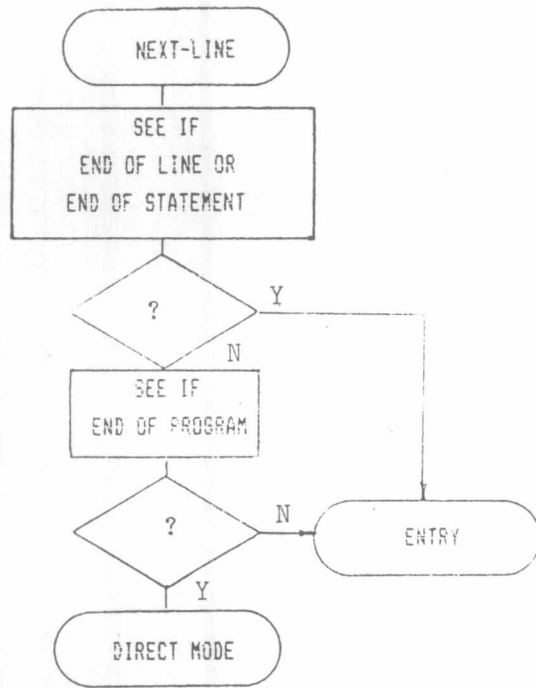 NEXT-LINE
SEE IF
END OF LINE OR
END OF STATEMENT
?
Y
N
SEE IF
END OF PROGRAM
?
N
ENTRY
Y
DIRECT MODE